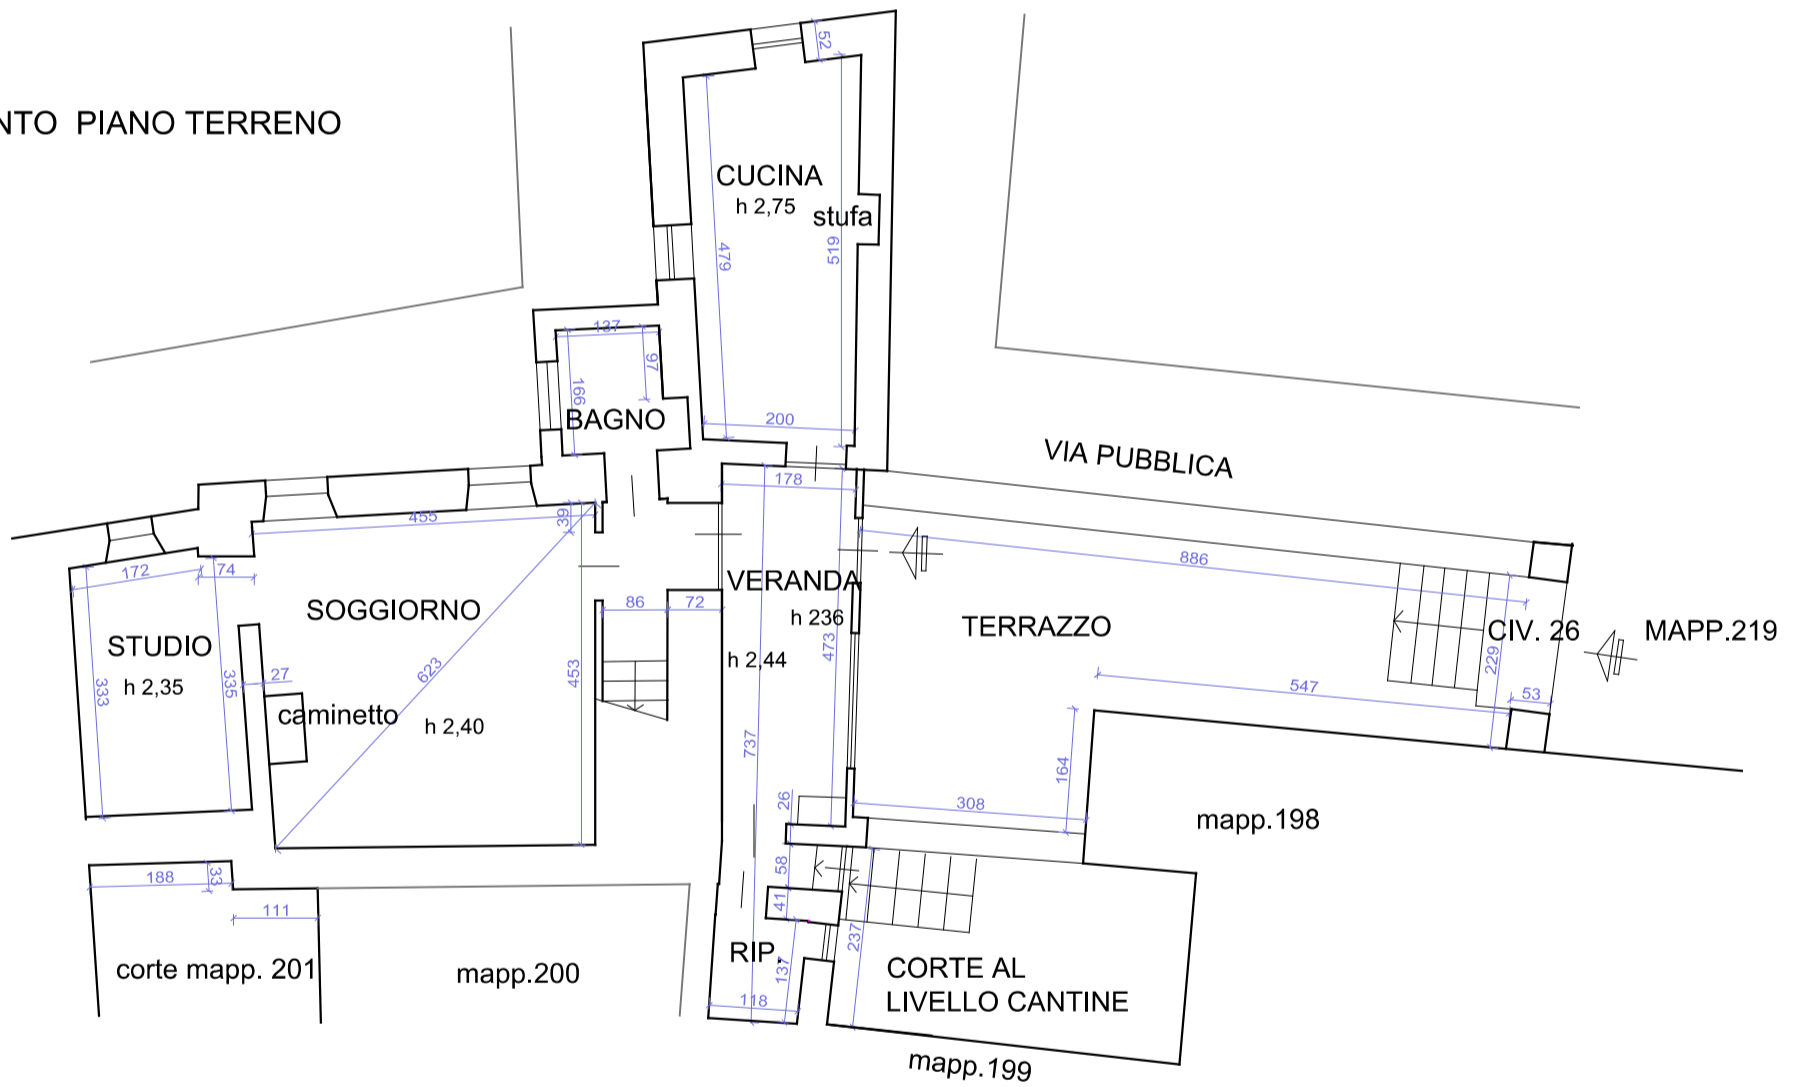 NTO PIANO TERRENO
52
CUCINA
h 2,75
stufa
479
519
137
97
166
BAGNO
200
VIA PUBBLICA
178
455
39
886
172
74
VERANDA
h 236
SOGGIORNO
86
72
TERRAZZO
CIV. 26
MAPP.219
STUDIO
h 2,35
333
335
27
623
453
h 2,44
473
229
547
53
caminetto
h 2,40
737
164
26
308
mapp.198
188
33
58
111
41
237
RIP.
137
corte mapp. 201
mapp.200
CORTE AL
LIVELLO CANTINE
118
mapp.199